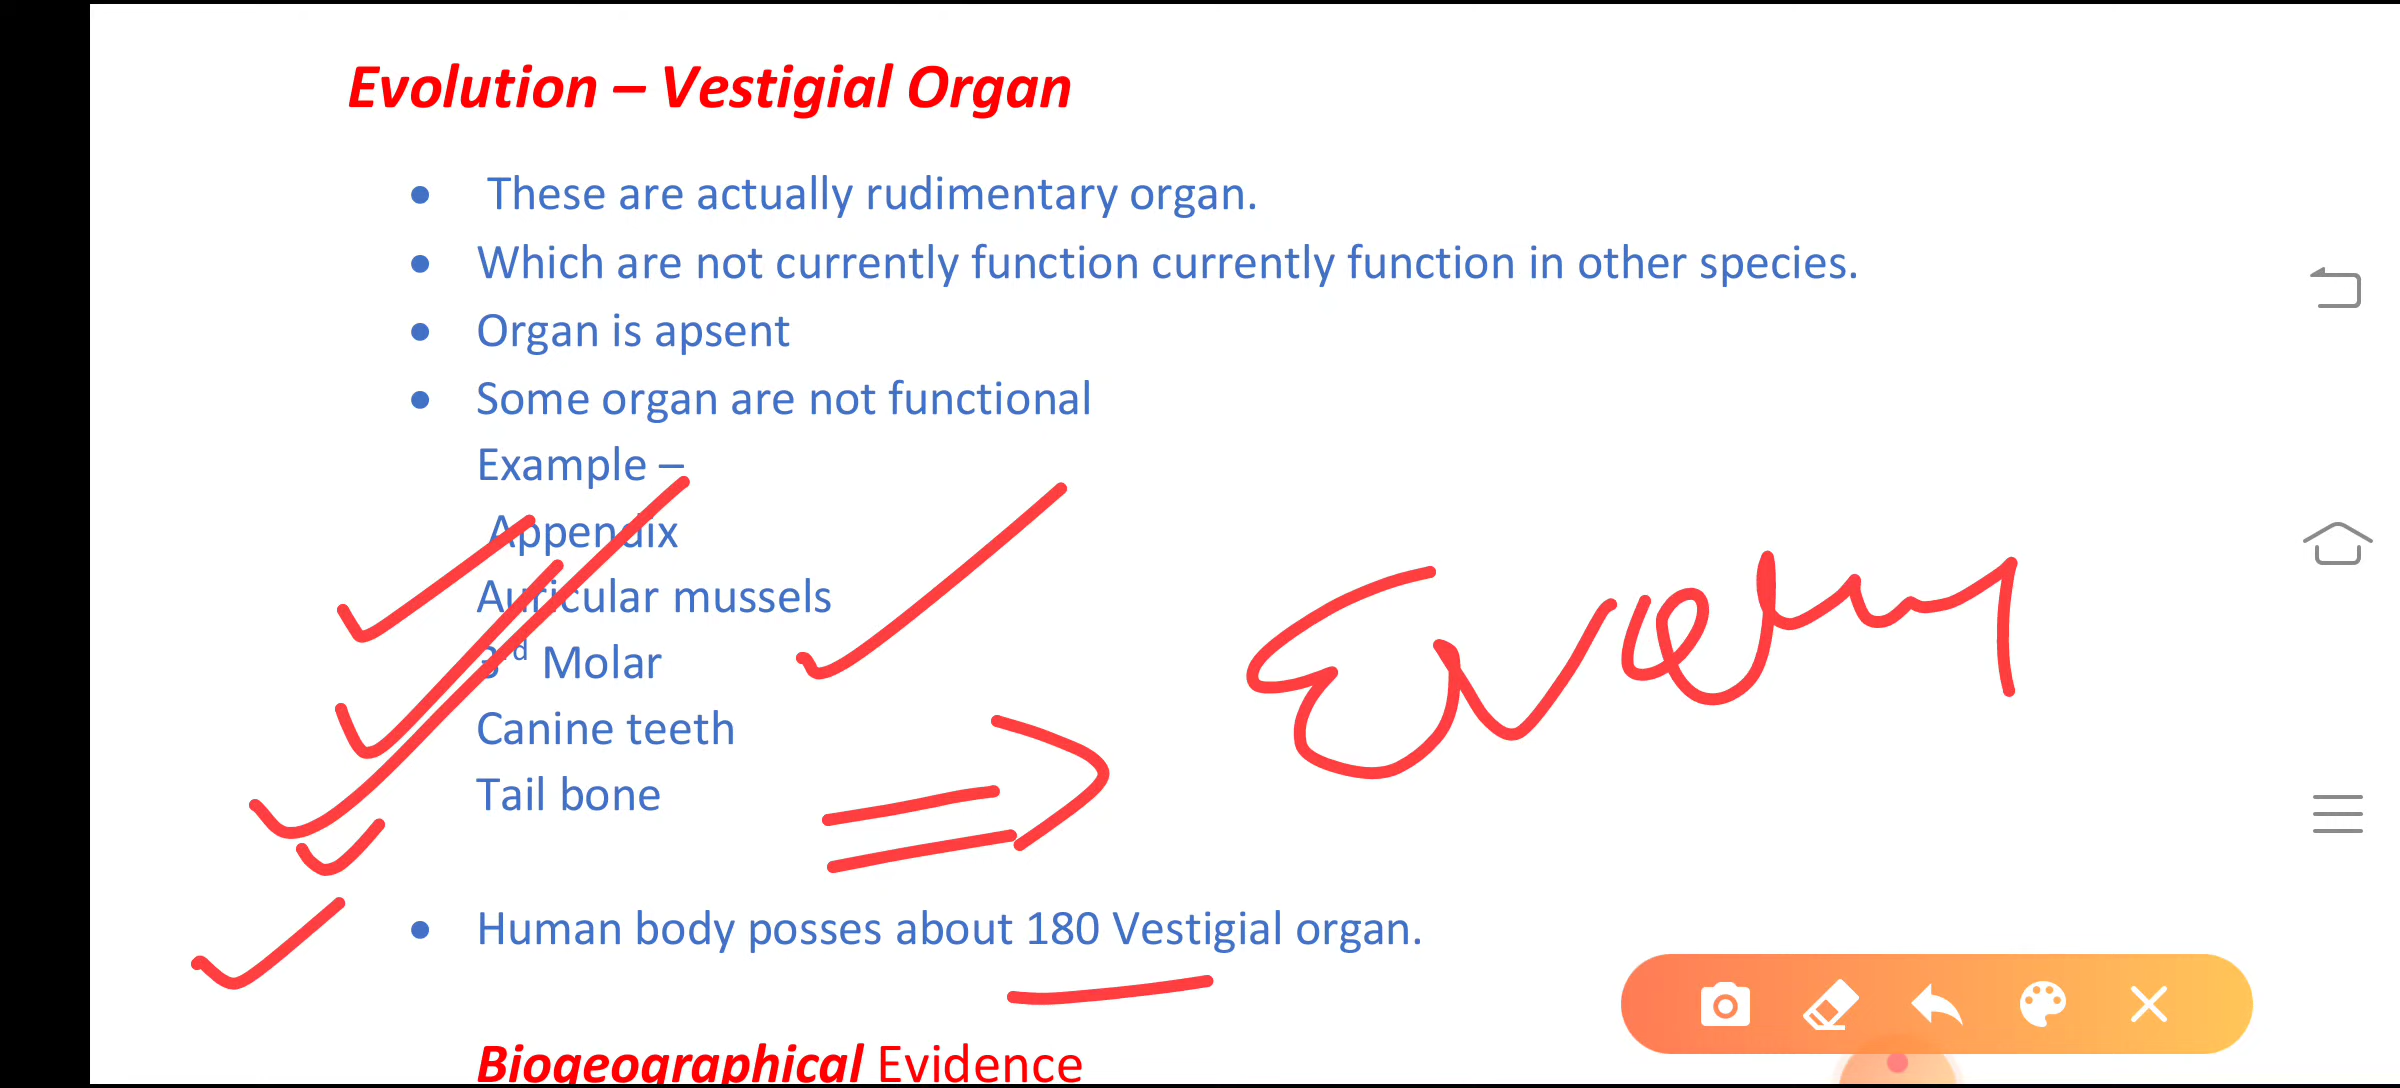 Evolution – Vestigial Organ
• These are actually rudimentary organ.
• Which are not currently function currently function in other species.
• Organ is apsent
• Some organ are not functional
Example –
Appendix
Auricular mussels
3rd Molar
Canine teeth
Tail bone
• Human body posses about 180 Vestigial organ.
Biogeographical Evidence